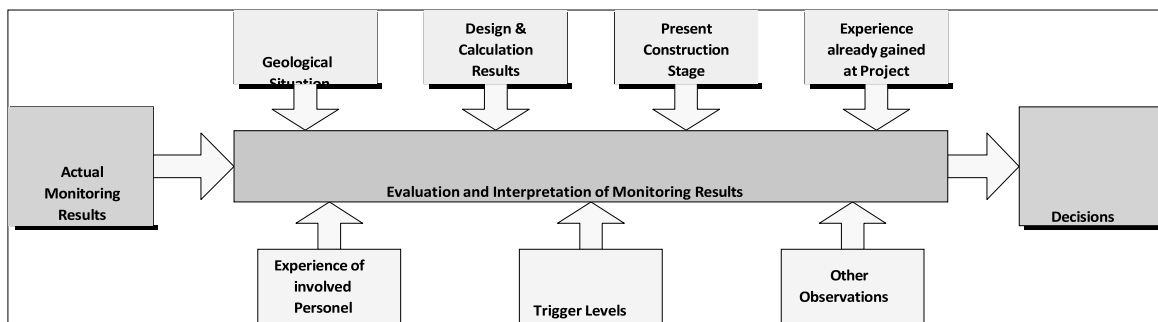 Geological
Situation
Design &
Calculation
Results
Present
Construction
Stage
Experience
already gained
at Project
Actual
Monitoring
Results
Evaluation and Interpretation of Monitoring Results
Decisions
Experience of
involved
Personel
Trigger Levels
Other
Observations